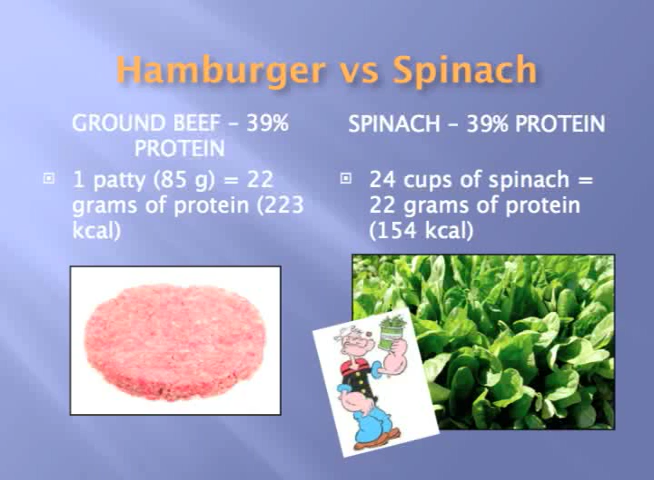 Hamburger vs Spinach
GROUND BEEF – 39%
PROTEIN
1 patty (85 g) = 22
grams of protein (223
kcal)
SPINACH – 39% PROTEIN
24 cups of spinach =
22 grams of protein
(154 kcal)